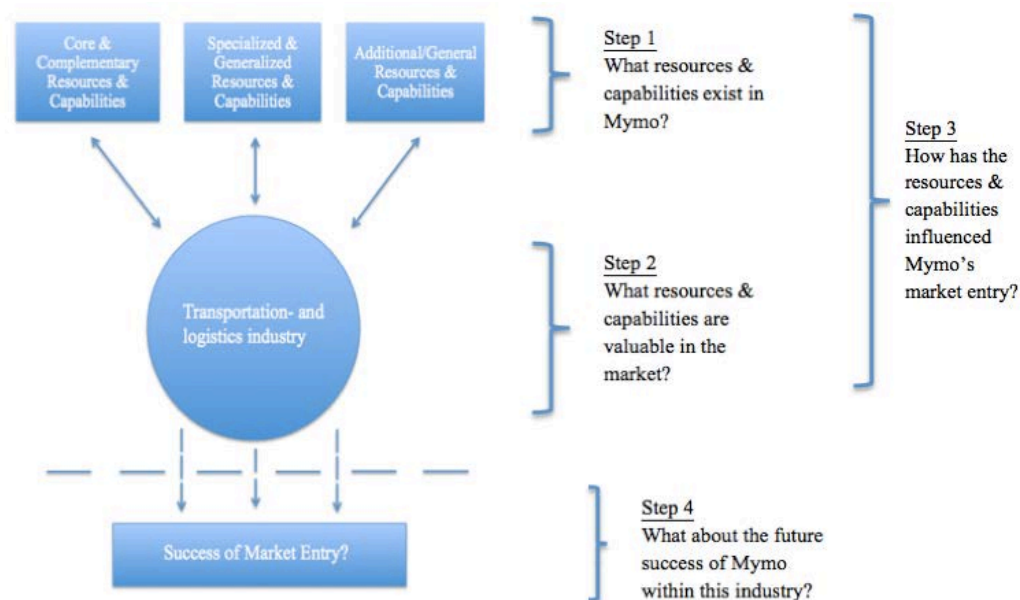 Core &
Complementary
Resources &
Capabilities
Specialized &
Generalized
Resources &
Capabilities
Additional/General
Resources &
Capabilities
Step 1
What resources &
capabilities exist in
Mymo?
Step 3
How has the
resources &
capabilities
influenced
Mymo's
market entry?
Transportation- and
logistics industry
Step 2
What resources &
capabilities are
valuable in the
market?
Success of Market Entry?
Step 4
What about the future
success of Mymo
within this industry?